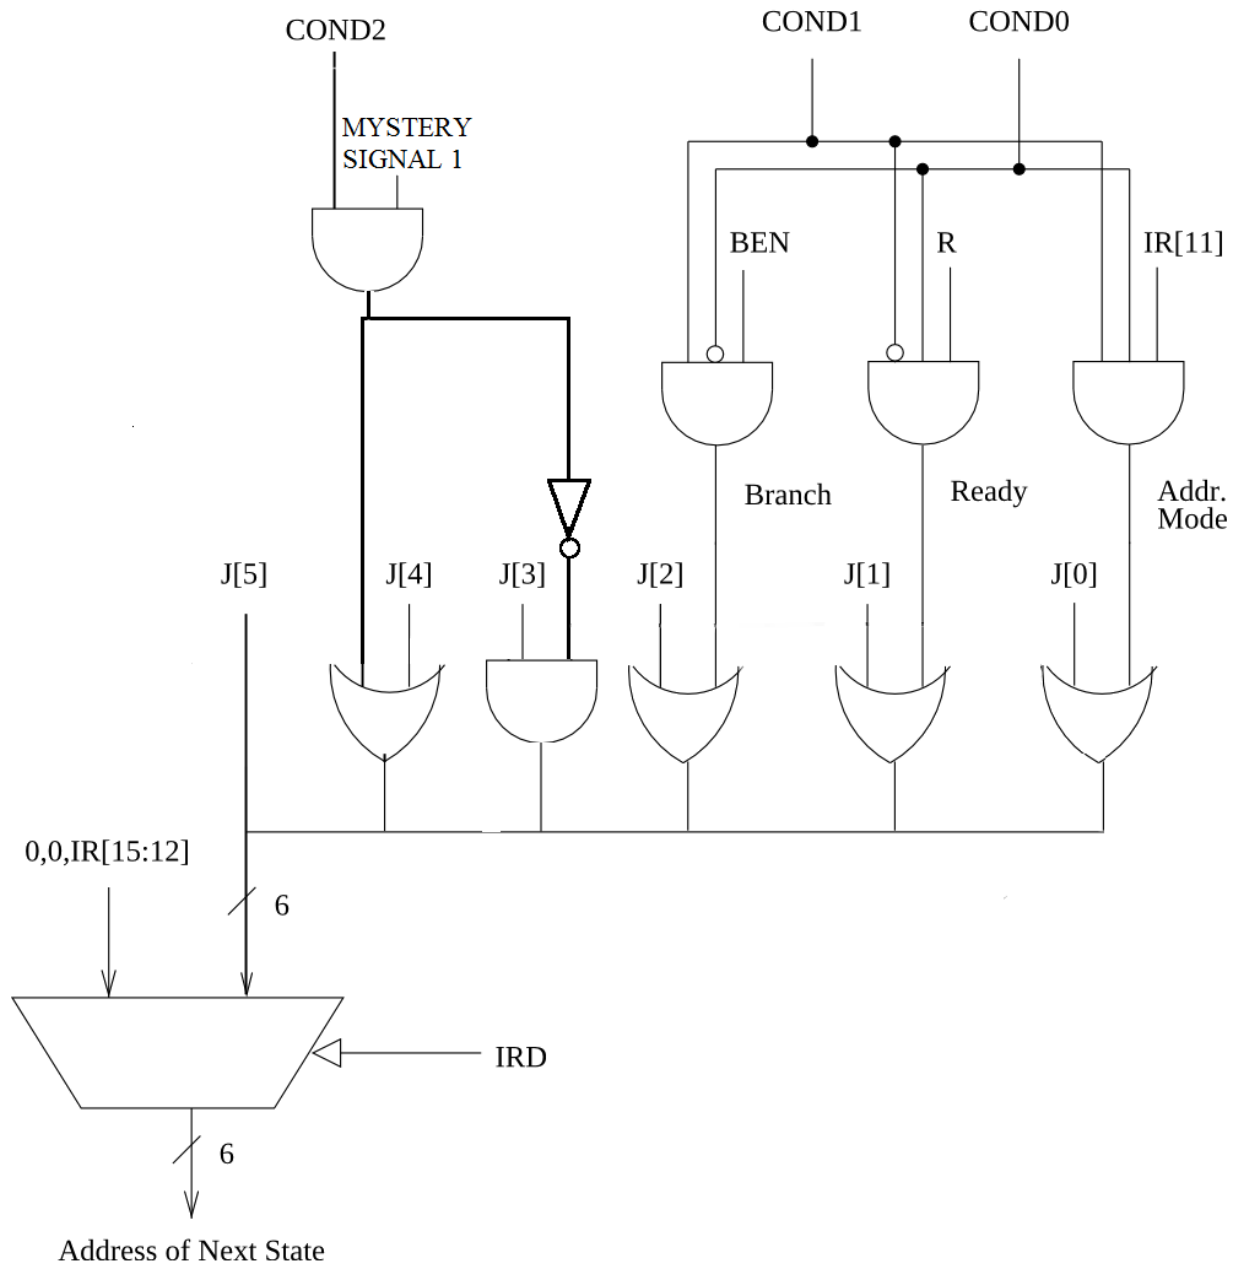 COND2
COND1
COND0
MYSTERY
SIGNAL 1
BEN
R
IR[11]
Branch
Ready
Addr.
Mode
J[5]
J[4]
J[3]
J[2]
J[1]
J[0]
0,0,IR[15:12]
6
IRD
6
Address of Next State